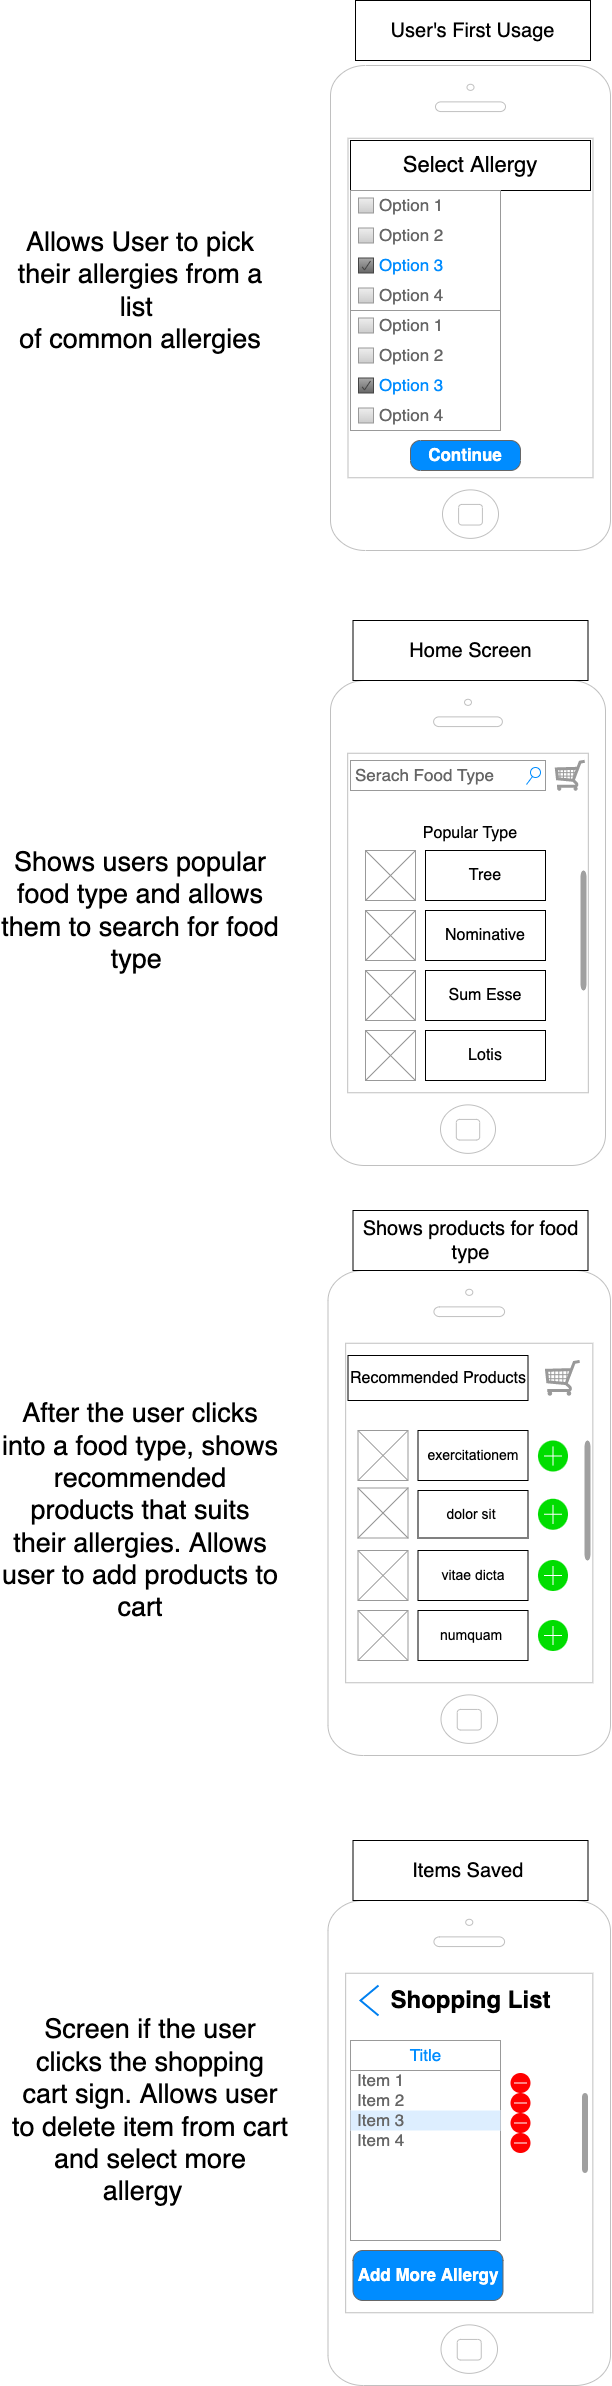 User's First Usage
Select Allergy
Option 1
Option 2
Option 3
Option 4
Option 1
Option 2
Option 3
Option 4
Continue
Allows User to pick
their allergies from a
list
of common allergies
Home Screen
Serach Food Type
Popular Type
Tree
Nominative
Sum Esse
Lotis
Shows users popular
food type and allows
them to search for food
type
Shows products for food
type
Recommended Products
exercitationem
dolor sit
vitae dicta
numquam
After the user clicks
into a food type, shows
recommended
products that suits
their allergies. Allows
user to add products to
cart
Items Saved
Shopping List
Title
Item 1
Item 2
Item 3
Item 4
Add More Allergy
Screen if the user
clicks the shopping
cart sign. Allows user
to delete item from cart
and select more
allergy